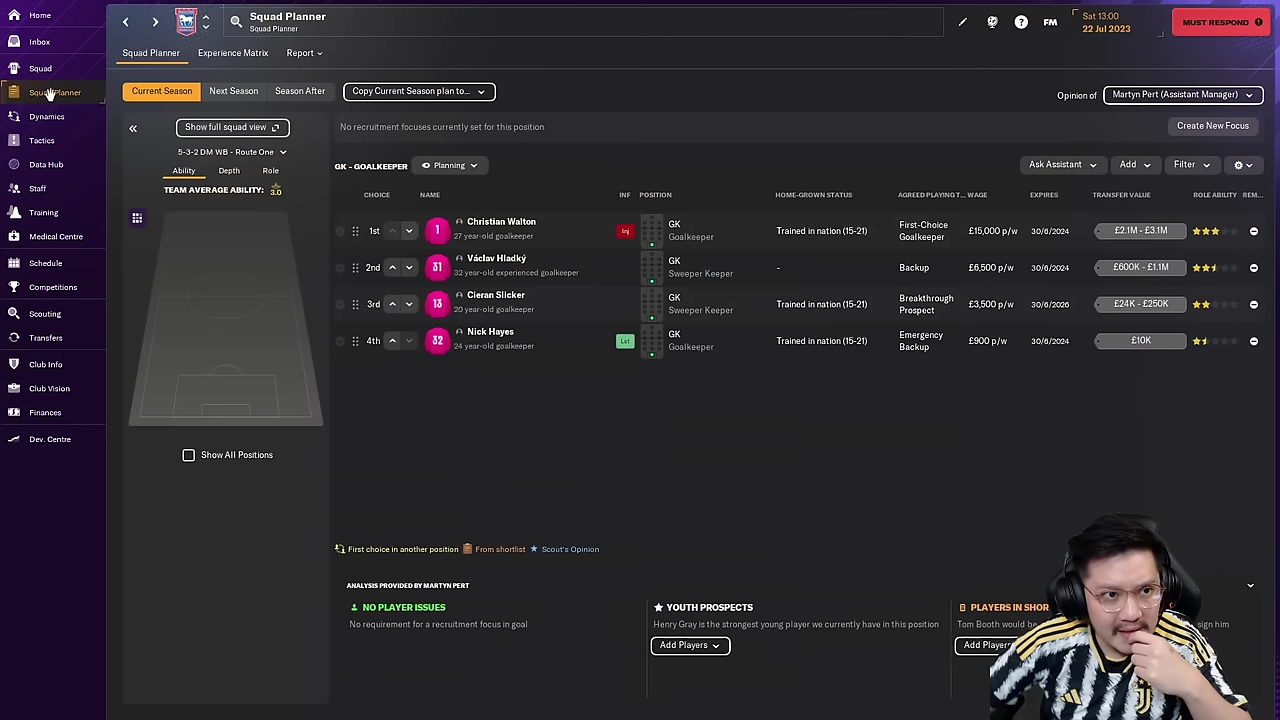 Home
Inbox
Squad
Squad Planner
Dynamics
Tactics
Data Hub
Staff
Training
Medical Centre
Schedule
Competitions
Scouting
Transfers
Club Info
Club Vision
Finances
Dev. Centre
Squad Planner
Squad Planner
FM
Sat 13:00
22 Jul 2023
MUST RESPOND
Squad Planner Experience Matrix Report
Current Season Next Season Season After Copy Current Season plan to...
Opinion of Martyn Pert (Assistant Manager)
Show full squad view
5-3-2 DM WB - Route One
Ability Depth Role
TEAM AVERAGE ABILITY: 3.0
Show All Positions
No recruitment focuses currently set for this position Create New Focus
GK - GOALKEEPER Planning Ask Assistant Add Filter
CHOICE NAME INF POSITION HOME-GROWN STATUS AGREED PLAYING T... WAGE EXPIRES TRANSFER VALUE ROLE ABILITY REM...
1st 1 Christian Walton
27 year-old goalkeeper
Inj GK
Goalkeeper
Trained in nation (15-21) First-Choice
Goalkeeper
£15,000 p/w 30/6/2024 £2.1M - £3.1M
2nd 31 Václav Hladký
32 year-old experienced goalkeeper
GK
Sweeper Keeper
- Backup £6,500 p/w 30/6/2024 £600K - £1.1M
3rd 13 Cieran Slicker
20 year-old goalkeeper
GK
Sweeper Keeper
Trained in nation (15-21) Breakthrough
Prospect
£3,500 p/w 30/6/2026 £24K - £250K
4th 32 Nick Hayes
24 year-old goalkeeper
Lst GK
Goalkeeper
Trained in nation (15-21) Emergency
Backup
£900 p/w 30/6/2024 £10K
First choice in another position From shortlist Scout's Opinion
ANALYSIS PROVIDED BY MARTYN PERT
NO PLAYER ISSUES
No requirement for a recruitment focus in goal
YOUTH PROSPECTS
Henry Gray is the strongest young player we currently have in this position
Add Players
PLAYERS IN SHOR
Tom Booth would be sign him
Add Players